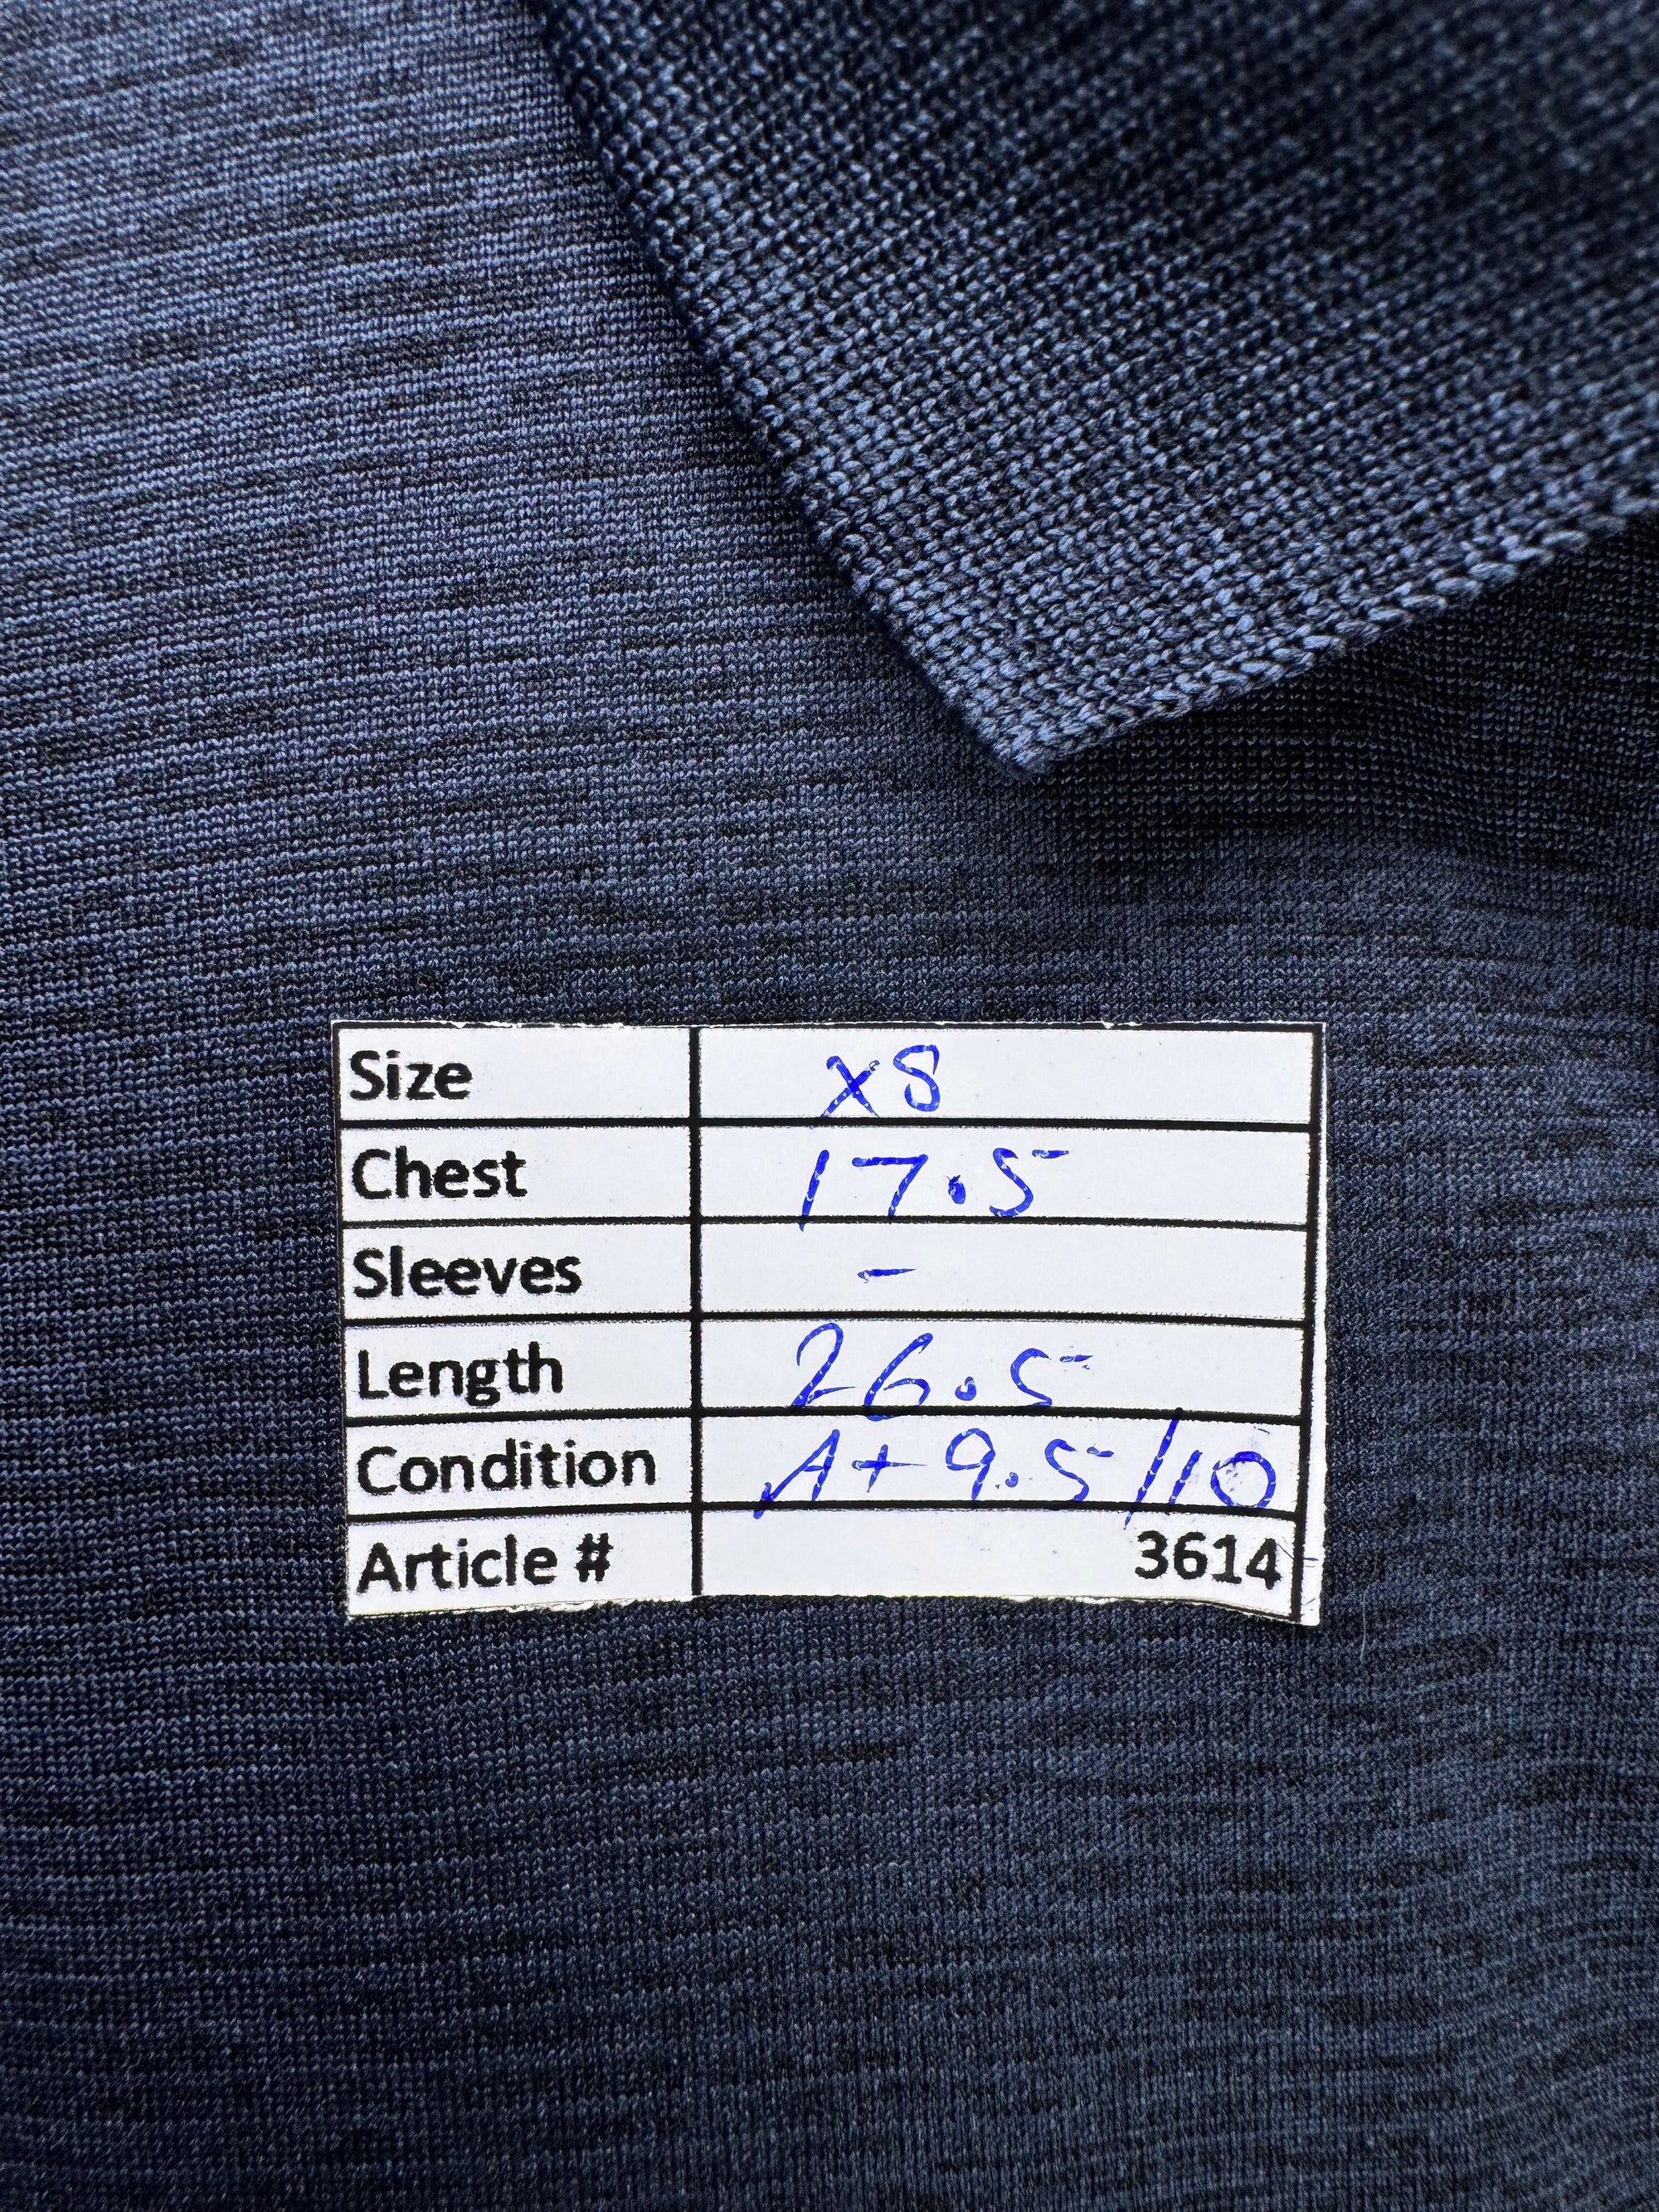 Size XS
Chest 17.5
Sleeves -
Length 26.5
Condition A+ 9.5/10
Article # 3614